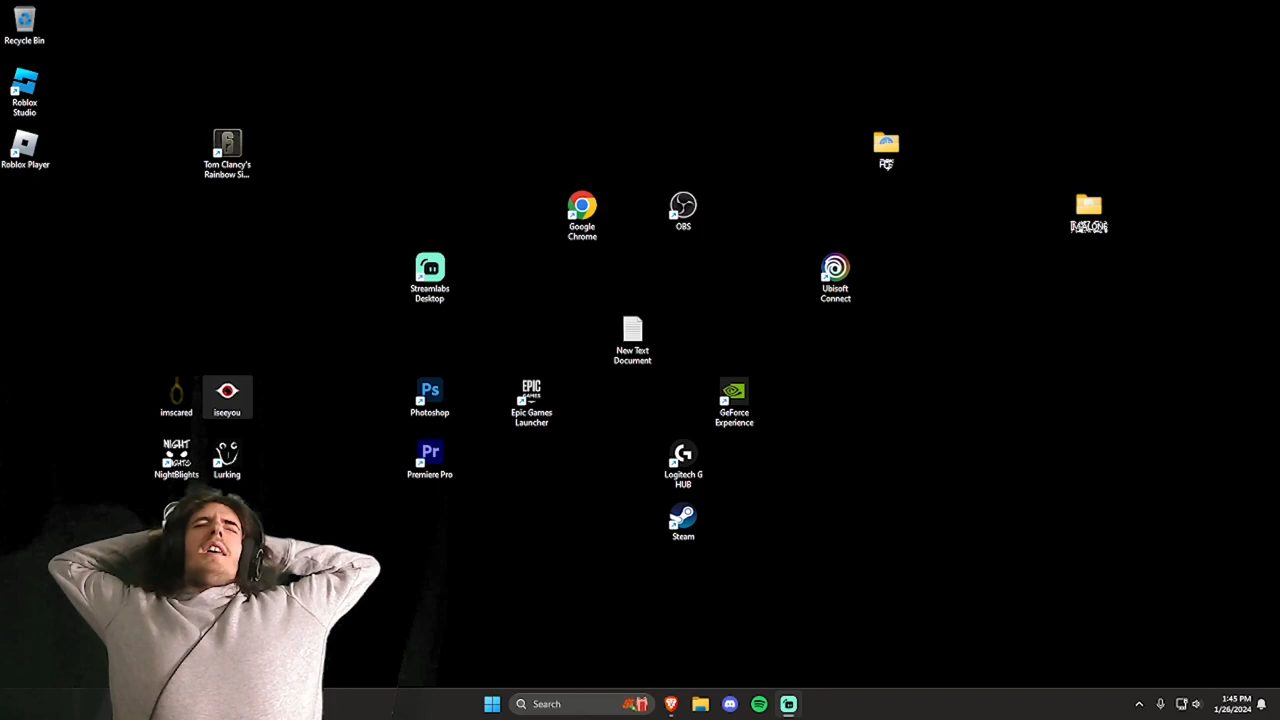 Recycle Bin
Roblox
Studio
Roblox Player
Tom Clancy's
Rainbow Si...
Google
Chrome
OBS
Streamlabs
Desktop
Ubisoft
Connect
New Text
Document
imscared
iseeyou
Ps
Photoshop
EPIC
GAMES
Epic Games
Launcher
GeForce
Experience
NIGHT
NightBlights
Lurking
Pr
Premiere Pro
G
Logitech G
HUB
Steam
Search
1:45 PM
1/26/2024